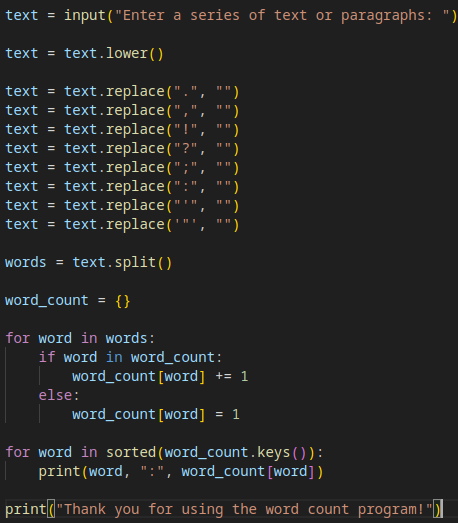 text = input("Enter a series of text or paragraphs: ")
text = text.lower()
text = text.replace(".", "")
text = text.replace(",", "")
text = text.replace("!", "")
text = text.replace("?", "")
text = text.replace(";", "")
text = text.replace(":", "")
text = text.replace("'", "")
text = text.replace('"', "")
words = text.split()
word_count = {}
for word in words:
    if word in word_count:
        word_count[word] += 1
    else:
        word_count[word] = 1
for word in sorted(word_count.keys()):
    print(word, ":", word_count[word])
print("Thank you for using the word count program!")